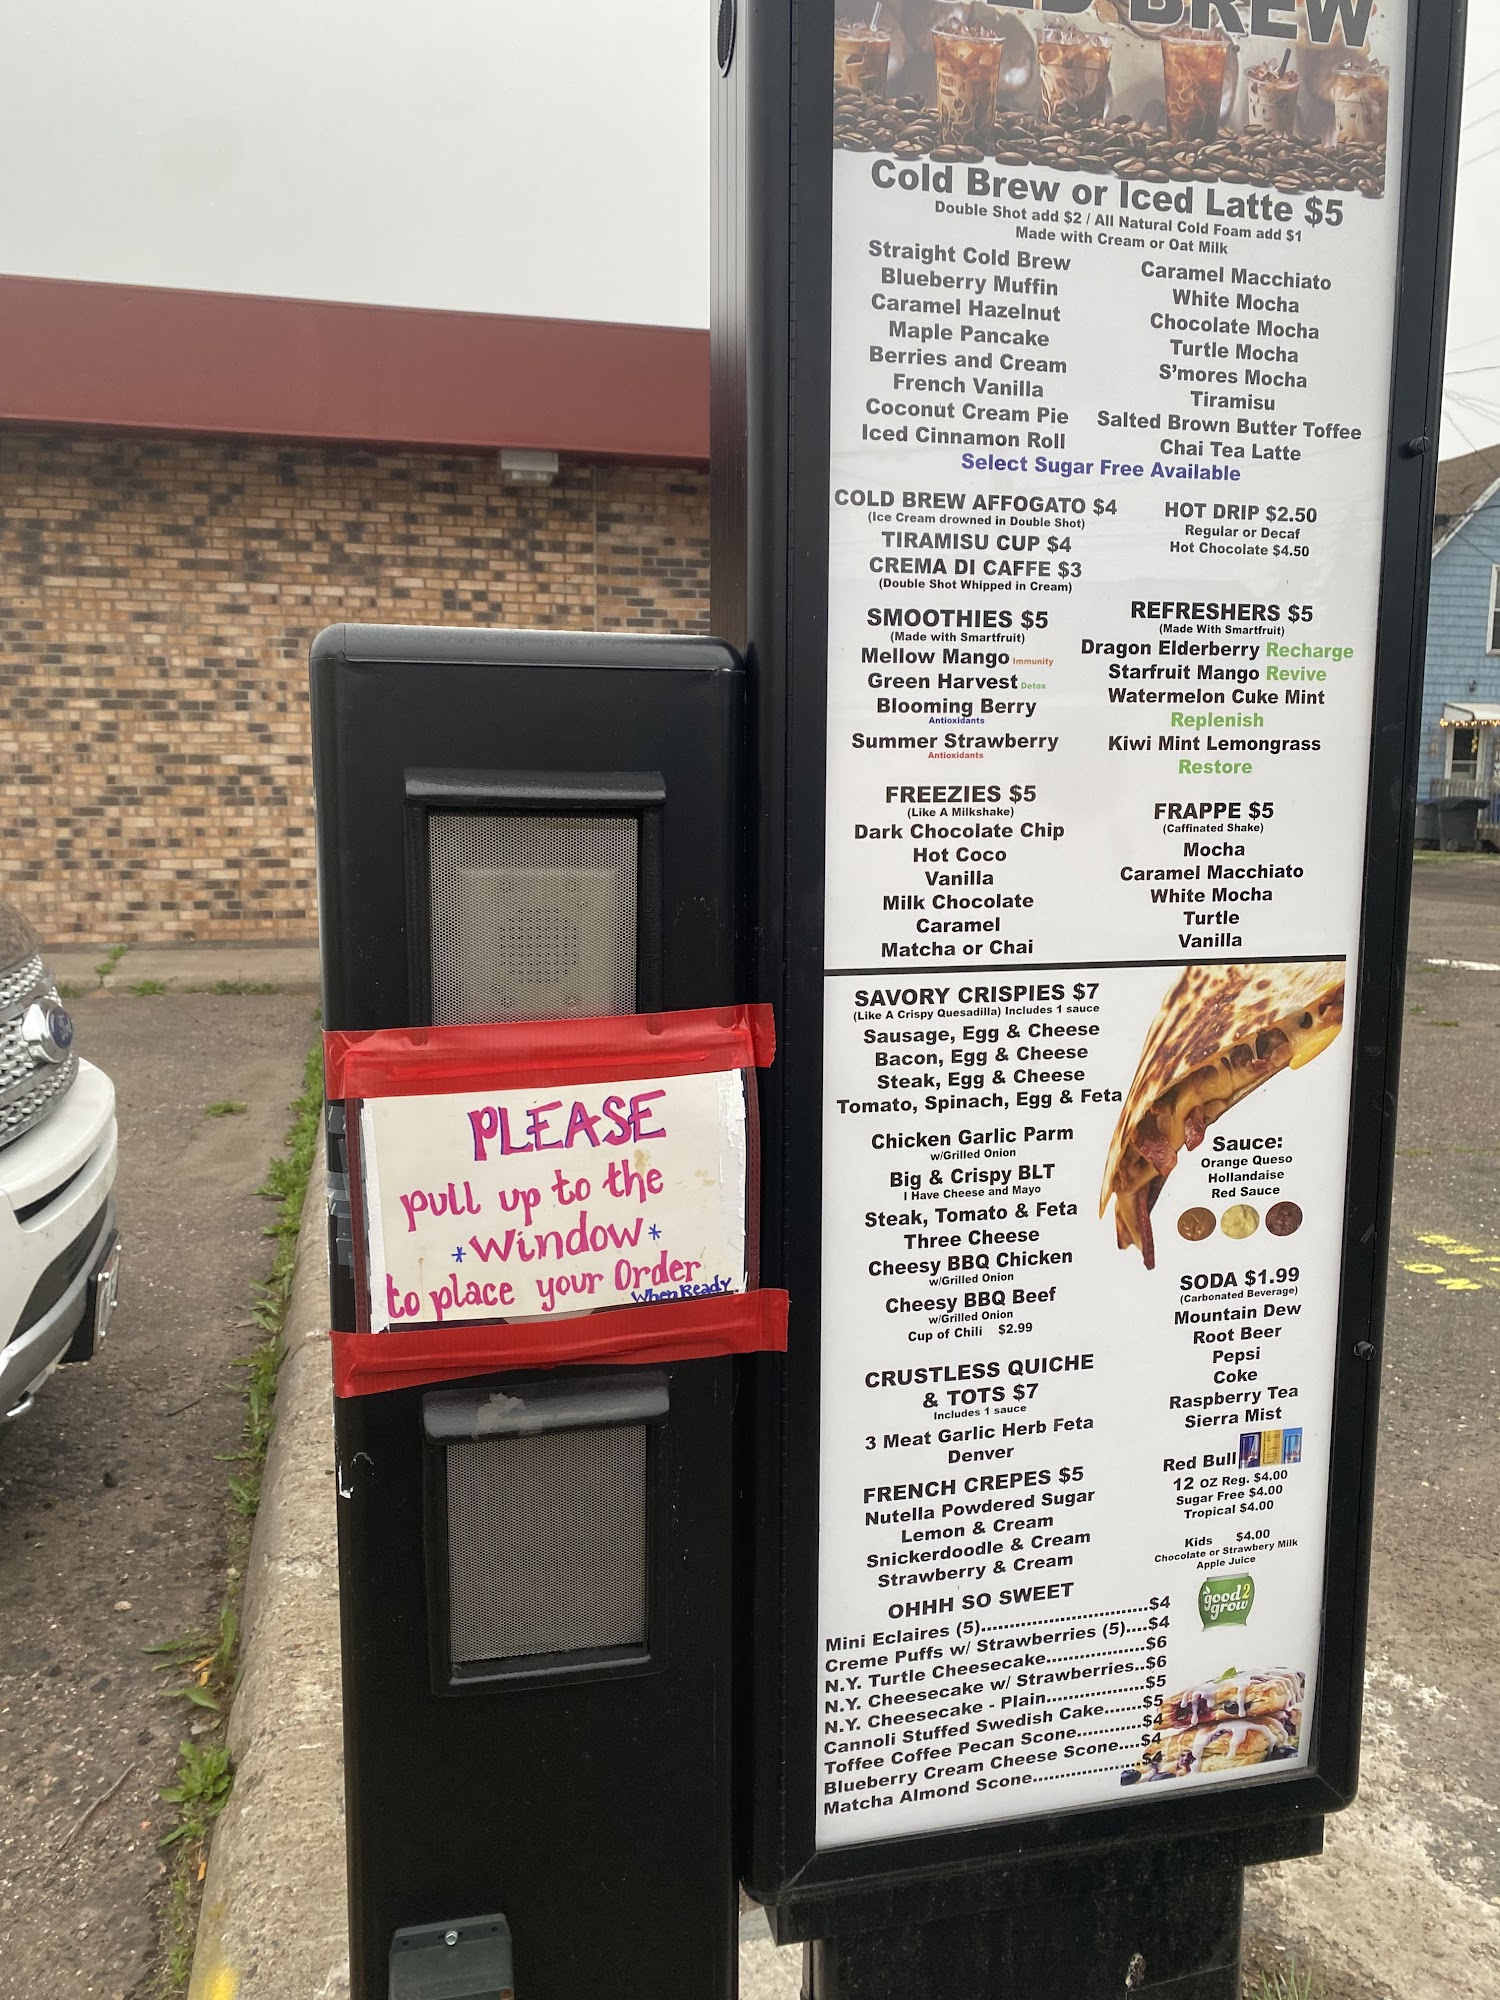 COLD BREW
Cold Brew or Iced Latte $5
Double Shot add $2 / All Natural Cold Foam add $1
Made with Cream or Oat Milk
Straight Cold Brew
Blueberry Muffin
Caramel Hazelnut
Maple Pancake
Berries and Cream
French Vanilla
Coconut Cream Pie
Iced Cinnamon Roll
Caramel Macchiato
White Mocha
Chocolate Mocha
Turtle Mocha
S'mores Mocha
Tiramisu
Salted Brown Butter Toffee
Chai Tea Latte
Select Sugar Free Available
COLD BREW AFFOGATO $4
(Ice Cream drowned in Double Shot)
TIRAMISU CUP $4
CREMA DI CAFFE $3
(Double Shot Whipped in Cream)
HOT DRIP $2.50
Regular or Decaf
Hot Chocolate $4.50
SMOOTHIES $5
(Made with Smartfruit)
Mellow Mango Immunity
Green Harvest Detox
Blooming Berry
Antioxidants
Summer Strawberry
Antioxidants
REFRESHERS $5
(Made With Smartfruit)
Dragon Elderberry Recharge
Starfruit Mango Revive
Watermelon Cuke Mint
Replenish
Kiwi Mint Lemongrass
Restore
FREEZIES $5
(Like A Milkshake)
Dark Chocolate Chip
Hot Coco
Vanilla
Milk Chocolate
Caramel
Matcha or Chai
FRAPPE $5
(Caffinated Shake)
Mocha
Caramel Macchiato
White Mocha
Turtle
Vanilla
SAVORY CRISPIES $7
(Like A Crispy Quesadilla) Includes 1 sauce
Sausage, Egg & Cheese
Bacon, Egg & Cheese
Steak, Egg & Cheese
Tomato, Spinach, Egg & Feta
Chicken Garlic Parm
w/Grilled Onion
Big & Crispy BLT
I Have Cheese and Mayo
Steak, Tomato & Feta
Three Cheese
Cheesy BBQ Chicken
w/Grilled Onion
Cheesy BBQ Beef
w/Grilled Onion
Cup of Chili $2.99
Sauce:
Orange Queso
Hollandaise
Red Sauce
CRUSTLESS QUICHE
& TOTS $7
Includes 1 sauce
3 Meat Garlic Herb Feta
Denver
FRENCH CREPES $5
Nutella Powdered Sugar
Lemon & Cream
Snickerdoodle & Cream
Strawberry & Cream
SODA $1.99
(Carbonated Beverage)
Mountain Dew
Root Beer
Pepsi
Coke
Raspberry Tea
Sierra Mist
Red Bull
12 oz Reg. $4.00
Sugar Free $4.00
Tropical $4.00
Kids $4.00
Chocolate or Strawbery Milk
Apple Juice
good2
grow
OHHH SO SWEET
Mini Eclaires (5)..............................$4
Creme Puffs w/ Strawberries (5)....$4
N.Y. Turtle Cheesecake..................$6
N.Y. Cheesecake w/ Strawberries..$6
N.Y. Cheesecake - Plain..................$5
Cannoli Stuffed Swedish Cake.......$5
Toffee Coffee Pecan Scone............$4
Blueberry Cream Cheese Scone....$4
Matcha Almond Scone....................$4
PLEASE
pull up to the
*Window*
to place your Order
When Ready.